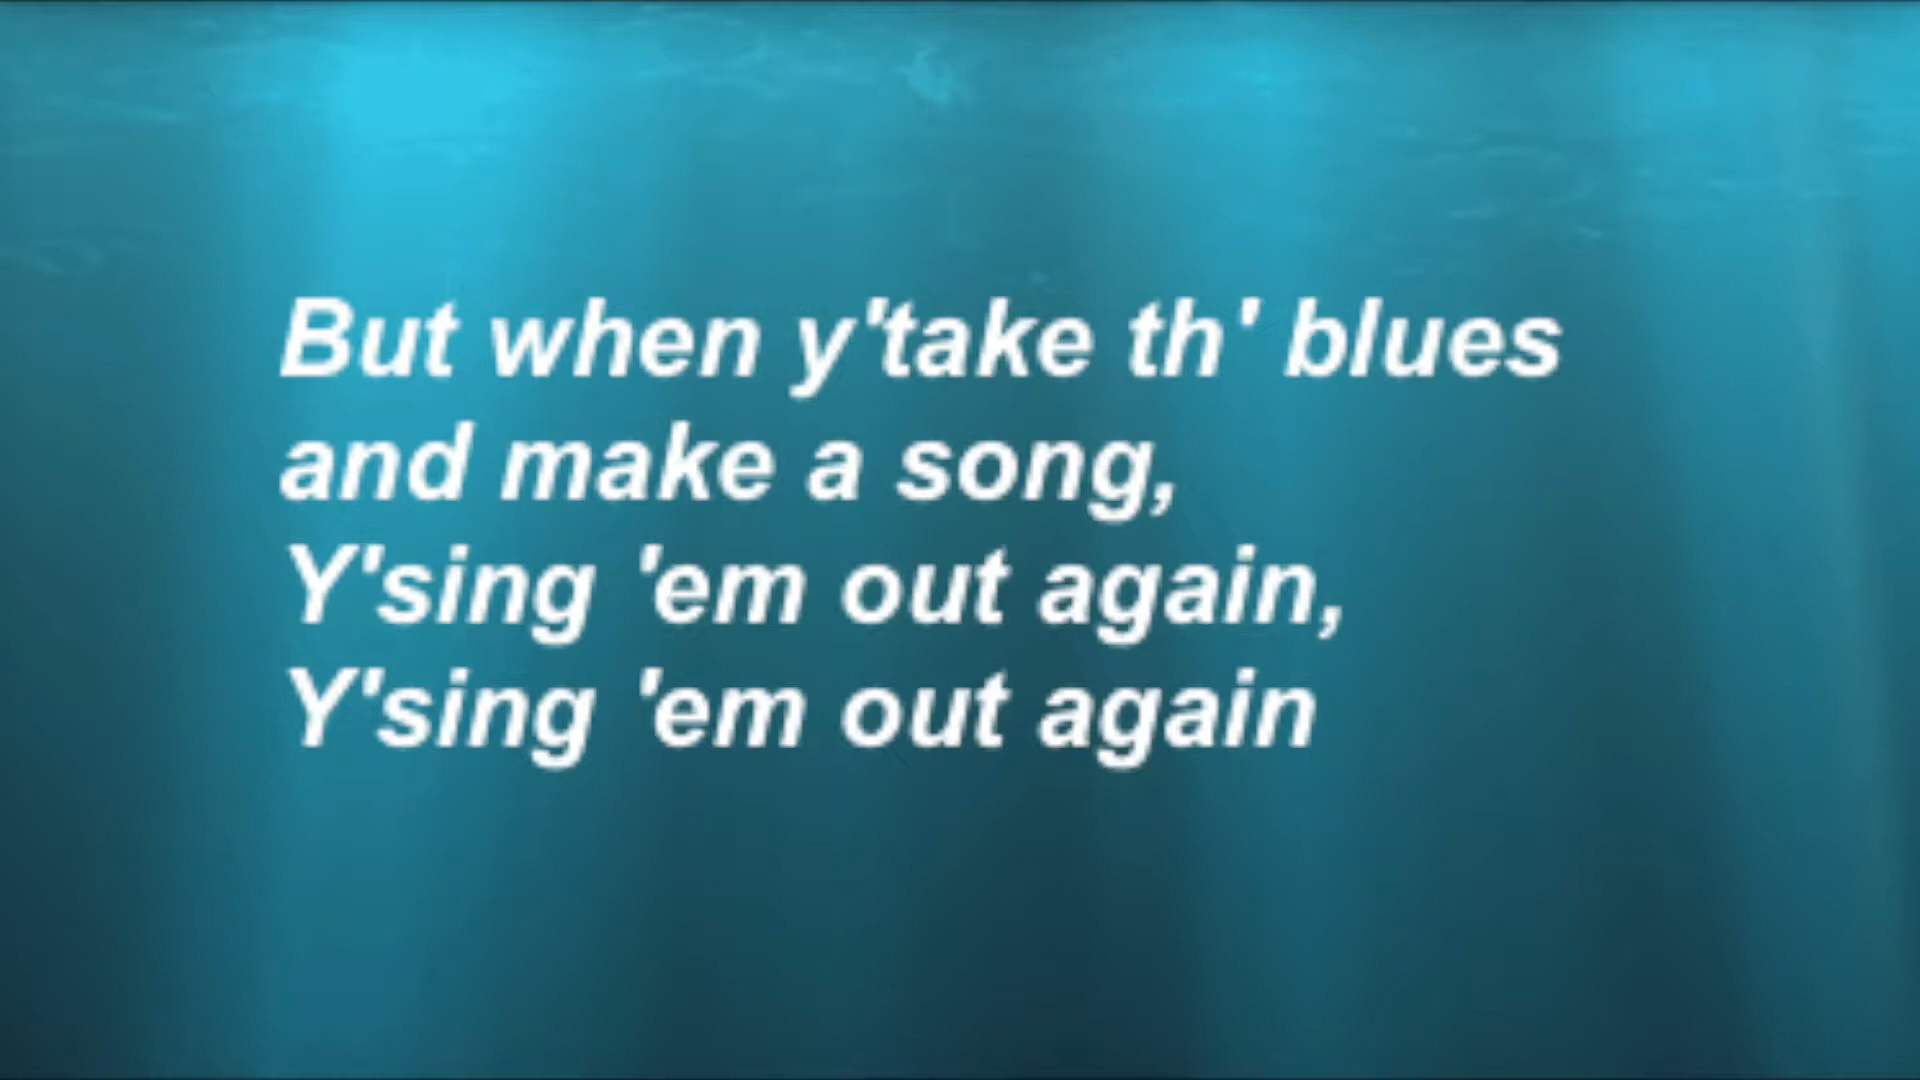 But when y'take th' blues
and make a song,
Y'sing 'em out again,
Y'sing 'em out again